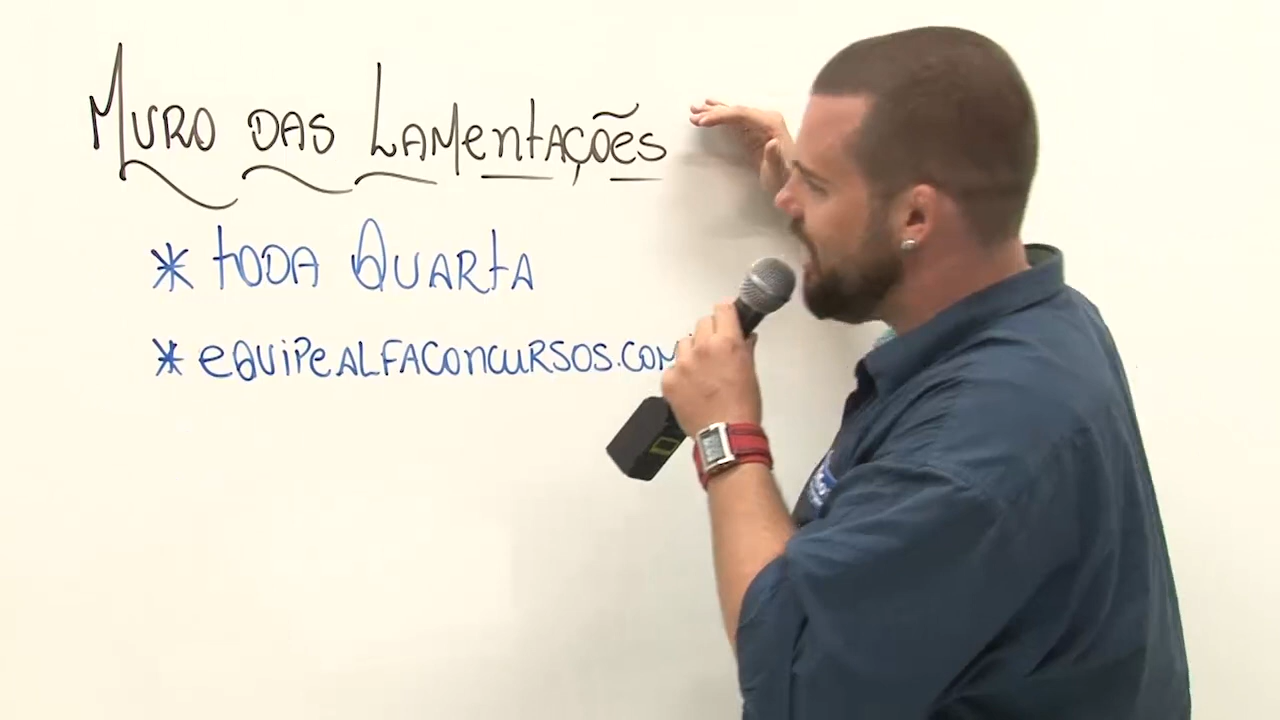 MURO DAS LAMENTAÇÕES
* TODA QUARTA
* EQUIPEALFACONCURSOS.COM